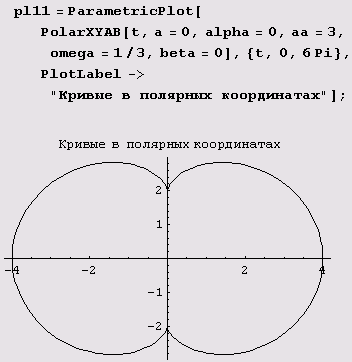 pl11 = ParametricPlot[
PolarXYAB[t, a = 0, alpha = 0, aa = 3,
omega = 1/3, beta = 0], {t, 0, 6 Pi},
PlotLabel ->
"Кривые в полярных координатах"];
Кривые в полярных координатах
2
1
-4 -2 2 4
-1
-2